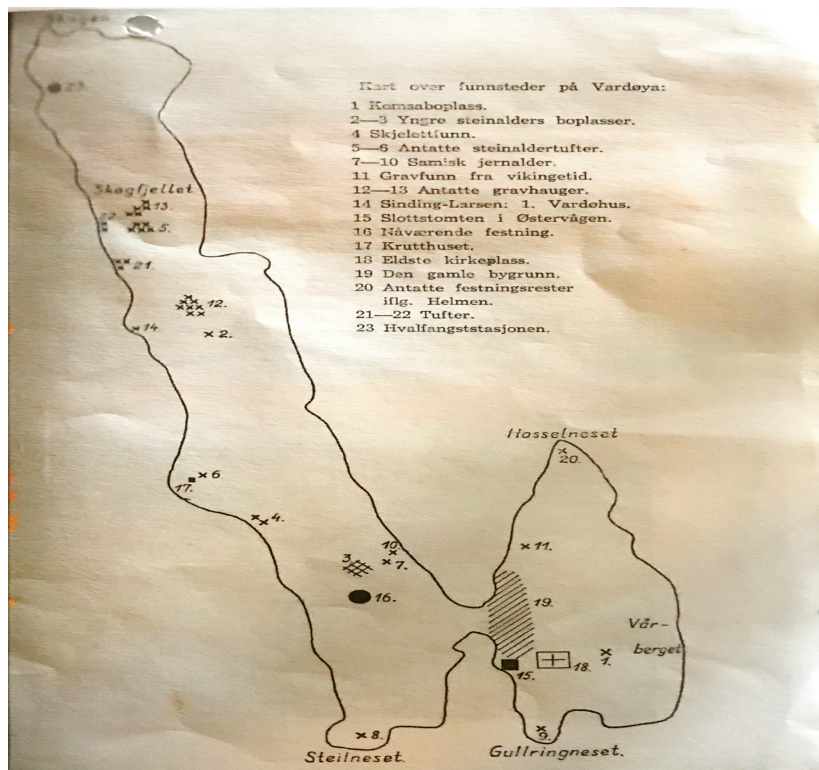 Skagen
23.
Kart over funnsteder på Vardøya:
1 Komsaboplass.
2—3 Yngre steinalders boplasser.
4 Skjelettfunn.
5—6 Antatte steinaldertufter.
7—10 Samisk jernalder.
11 Gravfunn fra vikingetid.
12—13 Antatte gravhauger.
14 Sinding-Larsen: 1. Vardøhus.
15 Slottstomten i Østervågen.
16 Nåværende festning.
17 Krutthuset.
18 Eldste kirkeplass.
19 Den gamle bygrunn.
20 Antatte festningsrester
iflg. Helmen.
21—22 Tufter.
23 Hvalfangststasjonen.
Skagfjellet
13.
22.
5.
21.
12.
14
2.
Hasselneset
20.
6
17.
4.
11.
10.
3
7.
16.
19.
Vår-
berget
1.
18.
15.
8.
9.
Steilneset.
Gullringneset.